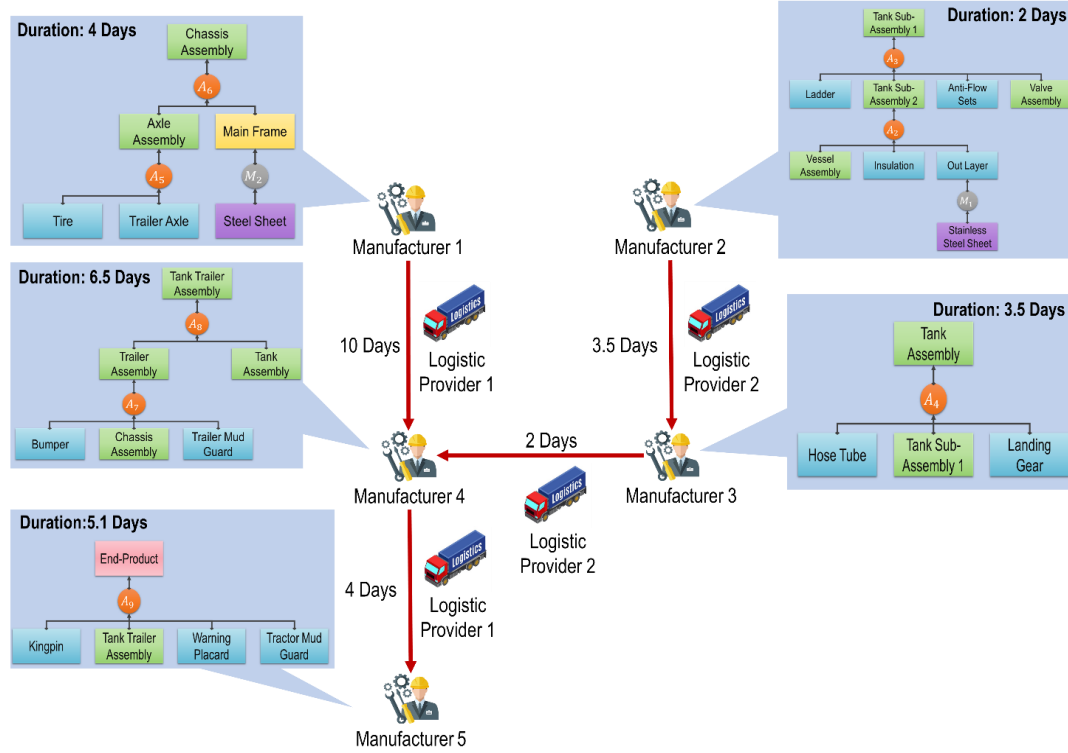 Duration: 4 Days
Chassis
Assembly
A6
Axle
Assembly
Main Frame
A5
M2
Tire
Trailer Axle
Steel Sheet
Duration: 2 Days
Tank Sub-
Assembly 1
A3
Ladder
Tank Sub-
Assembly 2
Anti-Flow
Sets
Valve
Assembly
A2
Vessel
Assembly
Insulation
Out Layer
M1
Stainless
Steel Sheet
Manufacturer 1
Manufacturer 2
Duration: 6.5 Days
Tank Trailer
Assembly
A8
Trailer
Assembly
Tank
Assembly
A7
Bumper
Chassis
Assembly
Trailer Mud
Guard
Logistics
10 Days
Logistic
Provider 1
Logistics
3.5 Days
Logistic
Provider 2
Duration: 3.5 Days
Tank
Assembly
A4
Hose Tube
Tank Sub-
Assembly 1
Landing
Gear
2 Days
Manufacturer 4
Manufacturer 3
Logistics
Logistic
Provider 2
Duration:5.1 Days
End-Product
A9
Kingpin
Tank Trailer
Assembly
Warning
Placard
Tractor Mud
Guard
Logistics
4 Days
Logistic
Provider 1
Manufacturer 5